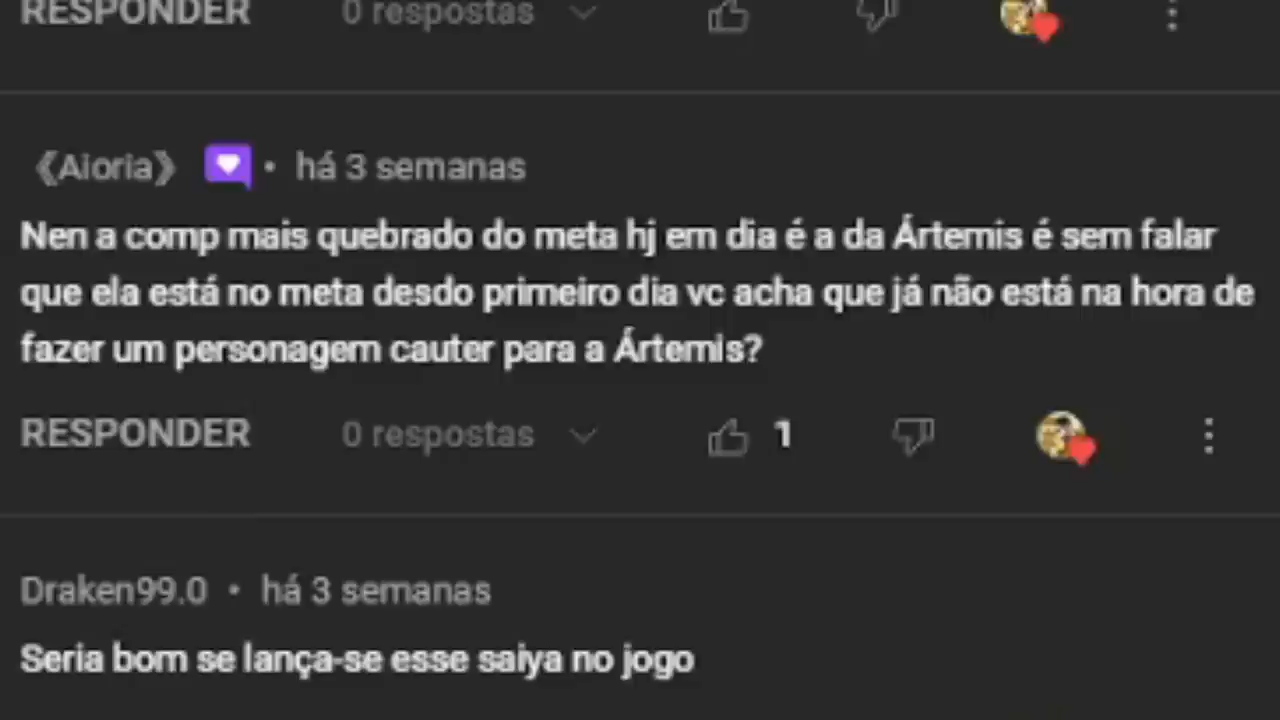 RESPONDER 0 respostas
《Aioria》 • há 3 semanas
Nen a comp mais quebrado do meta hj em dia é a da Ártemis é sem falar
que ela está no meta desdo primeiro dia vc acha que já não está na hora de
fazer um personagem cauter para a Ártemis?
RESPONDER 0 respostas 1
Draken99.0 • há 3 semanas
Seria bom se lança-se esse saiya no jogo